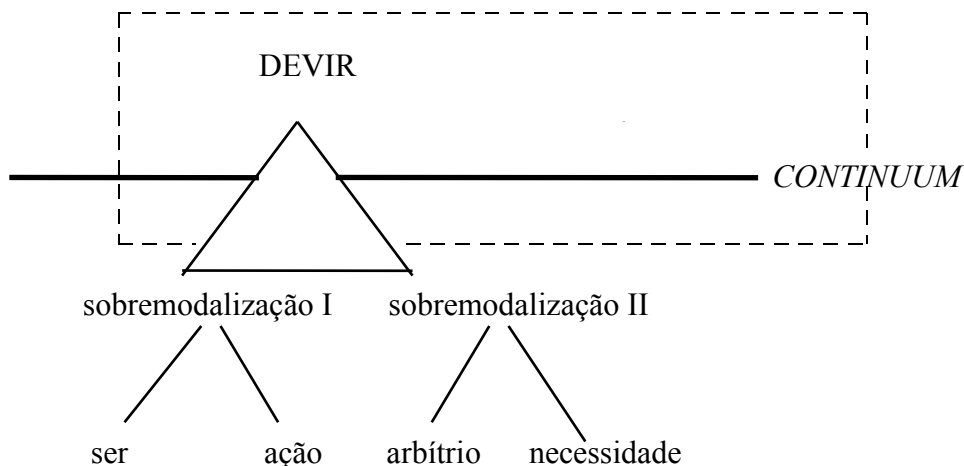 DEVIR
CONTINUUM
sobremodalização I sobremodalização II
ser ação arbítrio necessidade